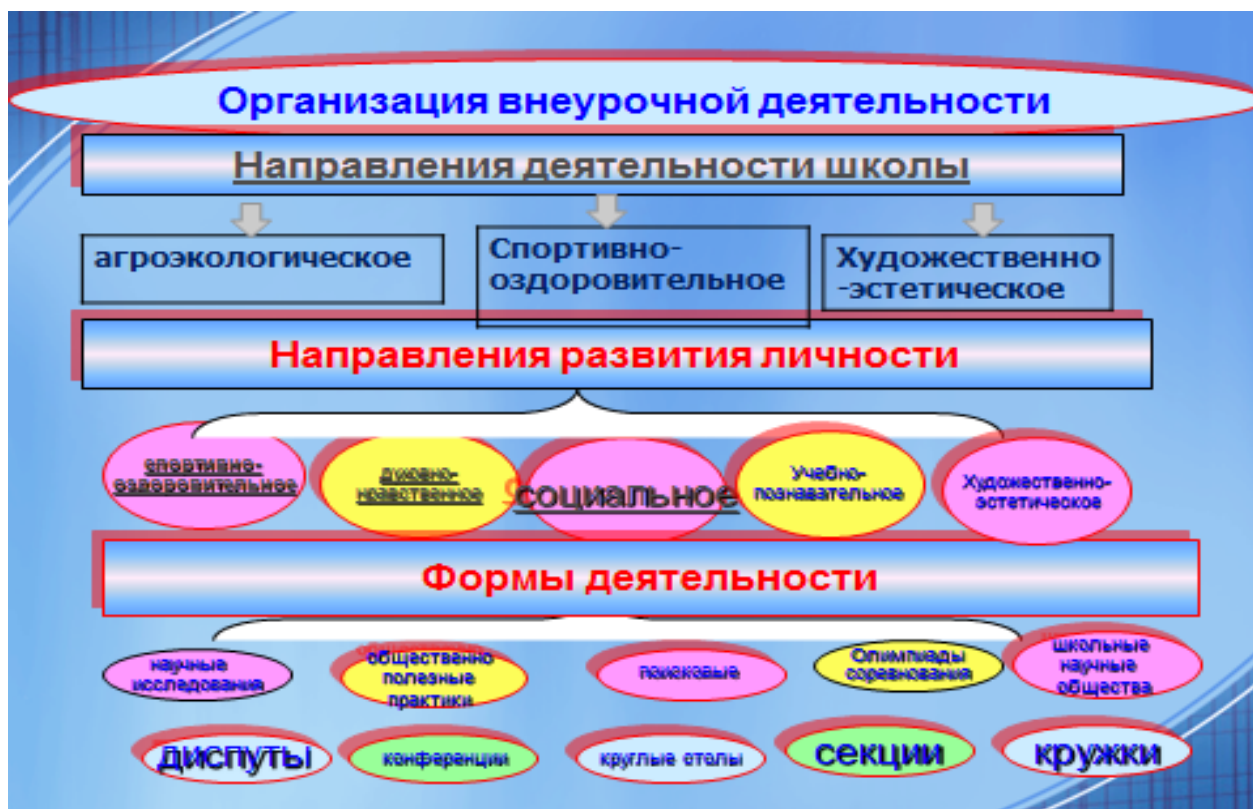 Организация внеурочной деятельности
Направления деятельности школы
агроэкологическое
Спортивно-
оздоровительное
Художественно
-эстетическое
Направления развития личности
спортивно-
оздоровительное
духовно-
нравственное
социальное
Учебно-
познавательное
Художественно-
эстетическое
Формы деятельности
научные
исследования
общественно
полезные
практики
поисковые
Олимпиады
соревнования
школьные
научные
общества
диспуты
конференции
круглые столы
секции
кружки